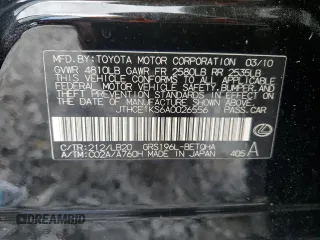 MFD. BY: TOYOTA MOTOR CORPORATION 03/10
GVWR 4810LB GAWR FR 2580LB RR 2535LB
THIS VEHICLE CONFORMS TO ALL APPLICABLE
FEDERAL MOTOR VEHICLE SAFETY, BUMPER, AND
THEFT PREVENTION STANDARDS IN EFFECT ON THE
DATE OF MANUFACTURE SHOWN ABOVE.
JTHCE1KS6A0026556 PASS.CAR
C/TR:212/LB20 GRS196L-BETQHA
A/TM:C02A/A760H MADE IN JAPAN 405 A